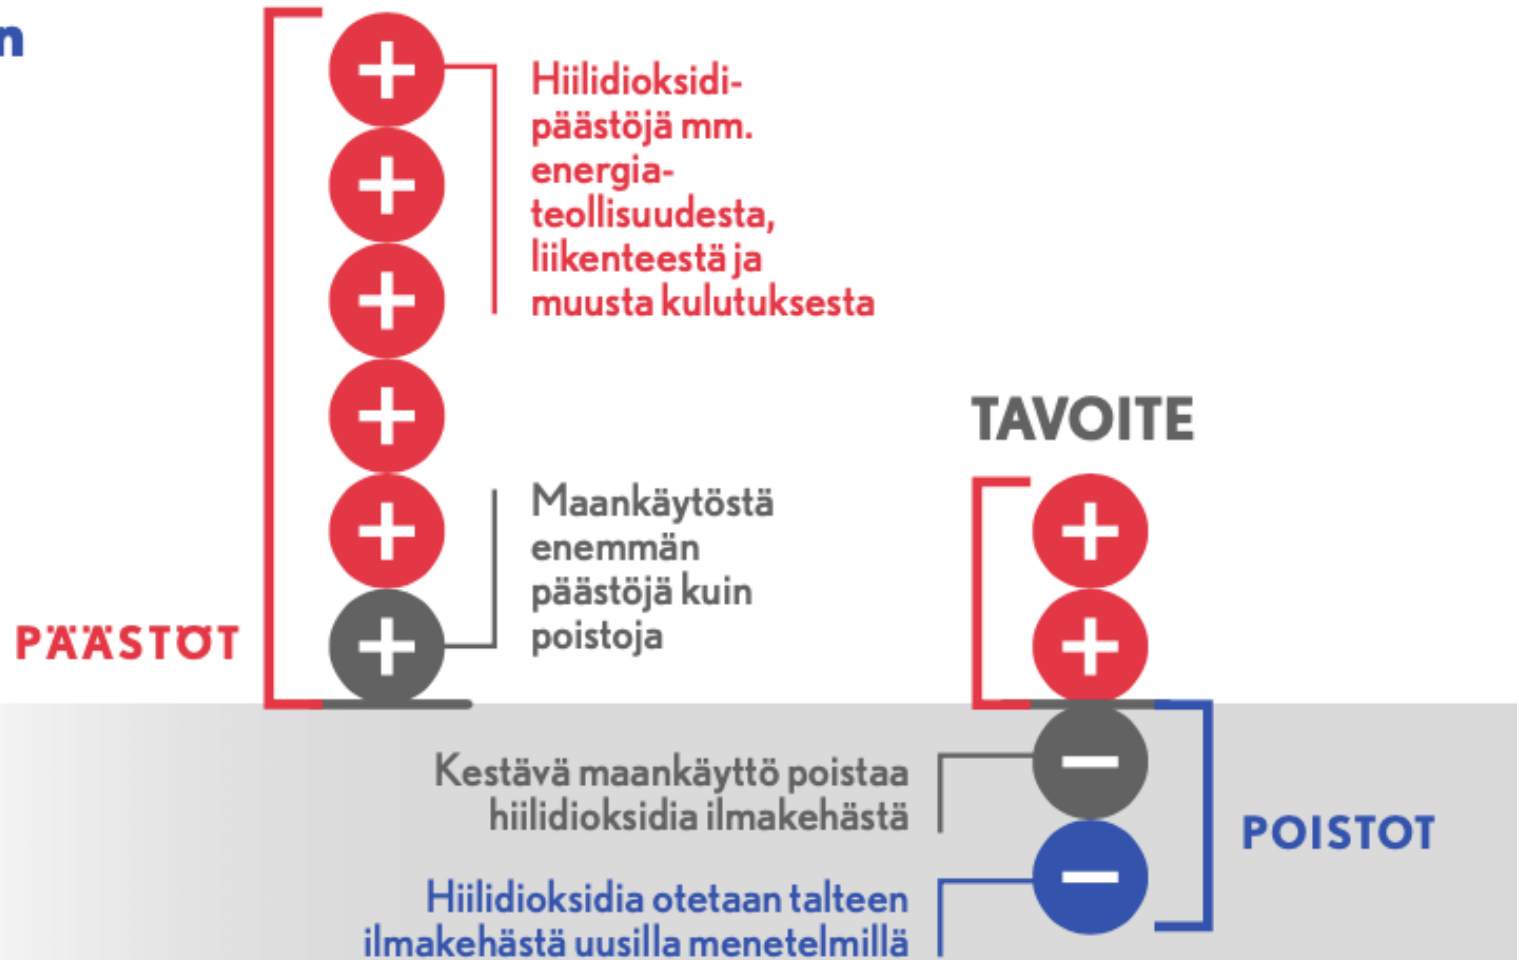 n
Hiilidioksidi-
päästöjä mm.
energia-
teollisuudesta,
liikenteestä ja
muusta kulutuksesta
TAVOITE
Maankäytöstä
enemmän
päästöjä kuin
poistoja
PÄÄSTÖT
Kestävä maankäyttö poistaa
hiilidioksidia ilmakehästä
POISTOT
Hiilidioksidia otetaan talteen
ilmakehästä uusilla menetelmillä